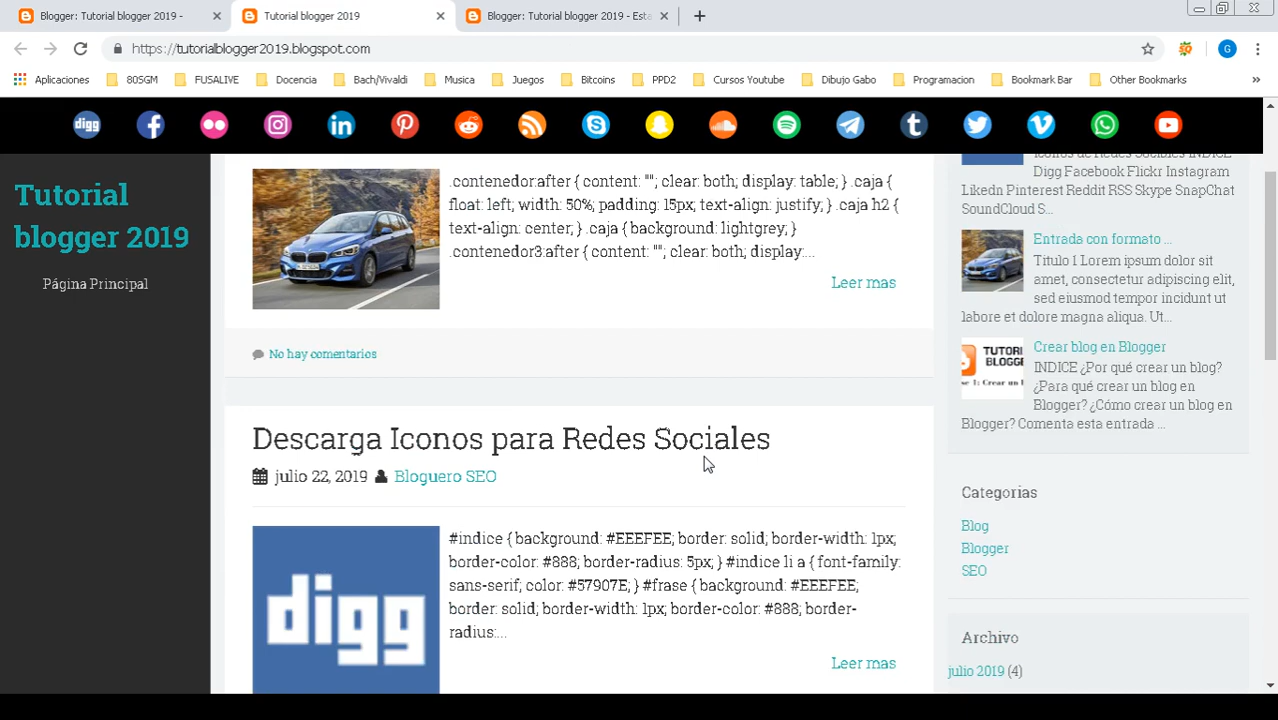 Blogger: Tutorial blogger 2019 -
Tutorial blogger 2019
Blogger: Tutorial blogger 2019 - Esta
https://tutorialblogger2019.blogspot.com
G
Aplicaciones
80SGM
FUSALIVE
Docencia
Bach/Vivaldi
Musica
Juegos
Bitcoins
PPD2
Cursos Youtube
Dibujo Gabo
Programacion
Bookmark Bar
Other Bookmarks
digg
Tutorial
blogger 2019
Página Principal
.contenedor:after { content: ""; clear: both; display: table; } .caja {
float: left; width: 50%; padding: 15px; text-align: justify; } .caja h2 {
text-align: center; } .caja { background: lightgrey; }
.contenedor3:after { content: ""; clear: both; display:...
Leer mas
No hay comentarios
Descarga Iconos para Redes Sociales
julio 22, 2019 Bloguero SEO
digg
#indice { background: #EEEFEE; border: solid; border-width: 1px;
border-color: #888; border-radius: 5px; } #indice li a { font-family:
sans-serif; color: #57907E; } #frase { background: #EEEFEE;
border: solid; border-width: 1px; border-color: #888; border-
radius:...
Leer mas
Iconos de Redes Sociales INDICE
Digg Facebook Flickr Instagram
Likedn Pinterest Reddit RSS Skype SnapChat
SoundCloud S...
Entrada con formato ...
Titulo 1 Lorem ipsum dolor sit
amet, consectetur adipiscing elit,
sed eiusmod tempor incidunt ut
labore et dolore magna aliqua. Ut...
Crear blog en Blogger
INDICE ¿Por qué crear un blog?
¿Para qué crear un blog en
Blogger? ¿Cómo crear un blog en
Blogger? Comenta esta entrada ...
Categorias
Blog
Blogger
SEO
Archivo
julio 2019 (4)